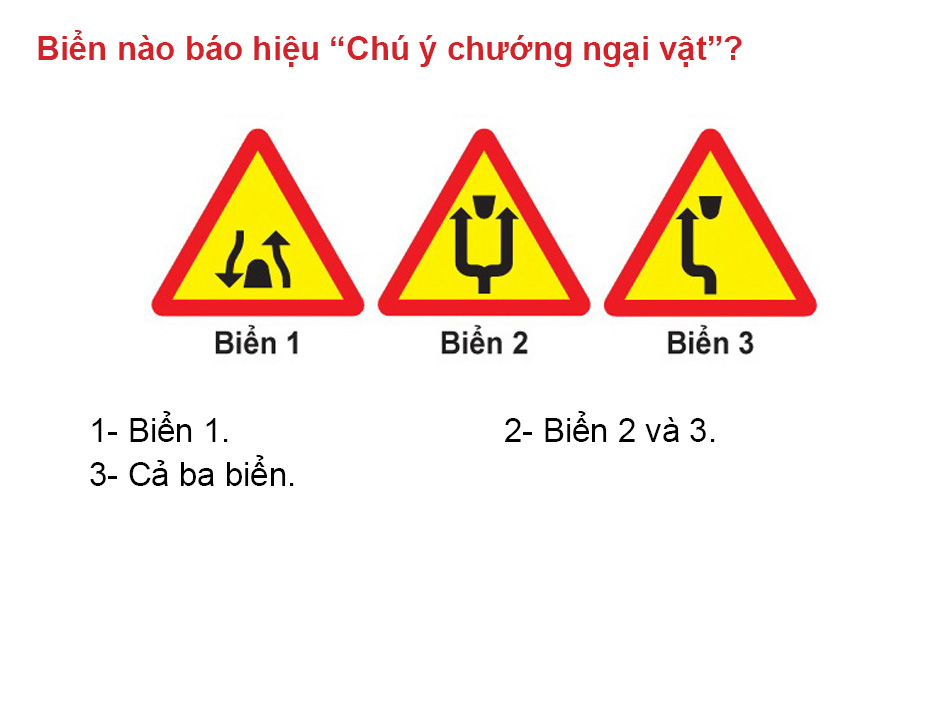 Biển nào báo hiệu “Chú ý chướng ngại vật”?
Biển 1 Biển 2 Biển 3
1- Biển 1. 2- Biển 2 và 3.
3- Cả ba biển.